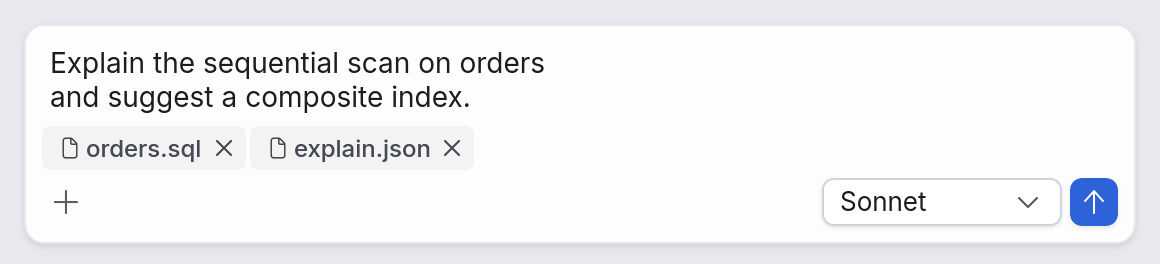 Explain the sequential scan on orders
and suggest a composite index.
orders.sql
explain.json
Sonnet